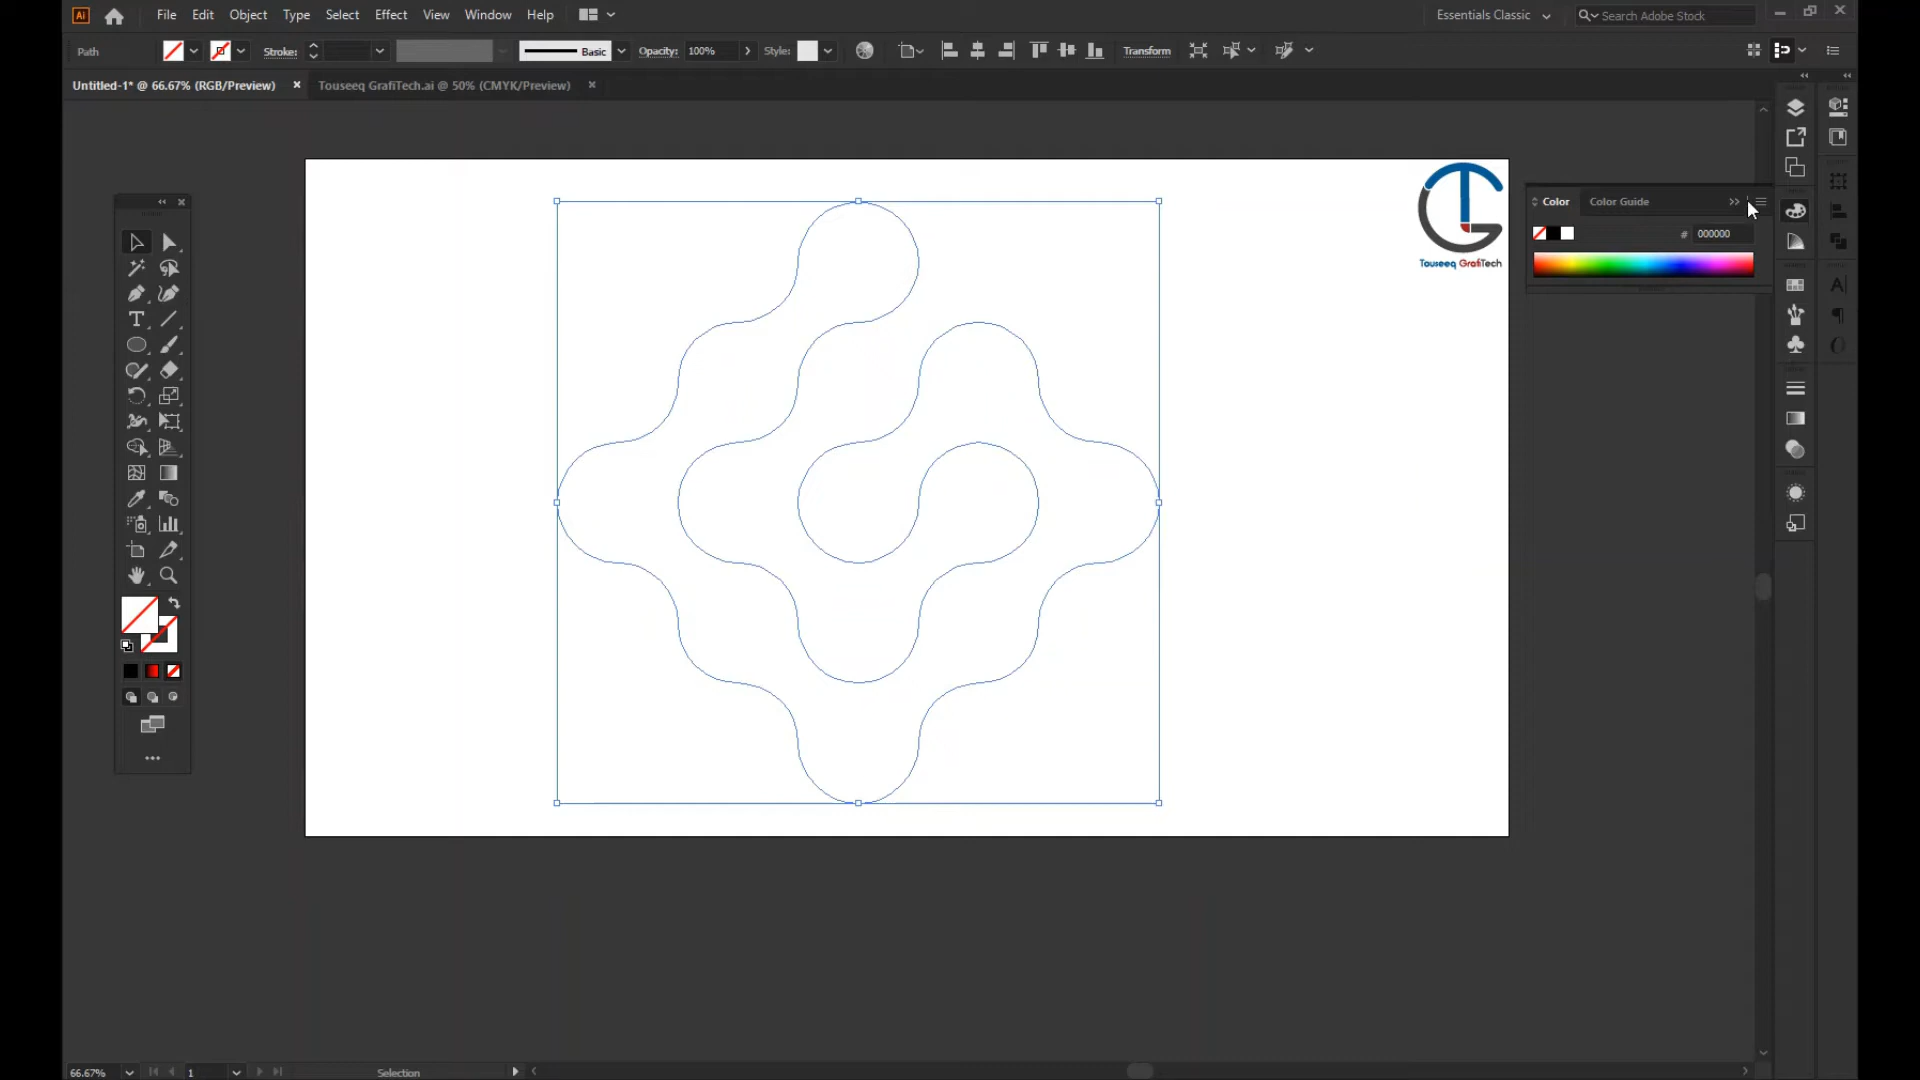 Ai File Edit Object Type Select Effect View Window Help Essentials Classic Search Adobe Stock
Path Stroke: Basic Opacity: 100% Style: Transform
Untitled-1* @ 66.67% (RGB/Preview) × Touseeq GrafiTech.ai @ 50% (CMYK/Preview) ×
Touseeq GrafiTech
Color Color Guide
# 000000
66.67% 1 Selection